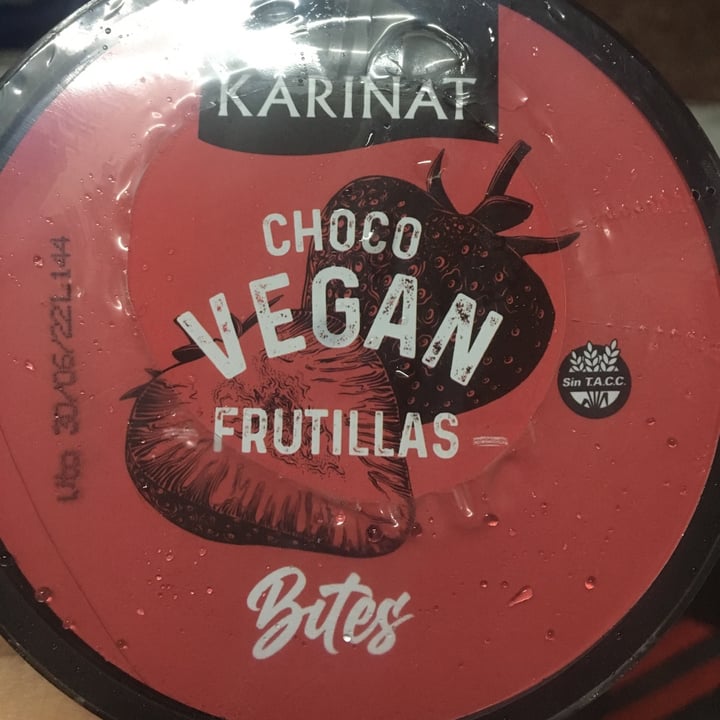 KARINAT
CHOCO
VEGAN
FRUTILLAS
Bites
Sin T.A.C.C.
Vto 30/06/22L144